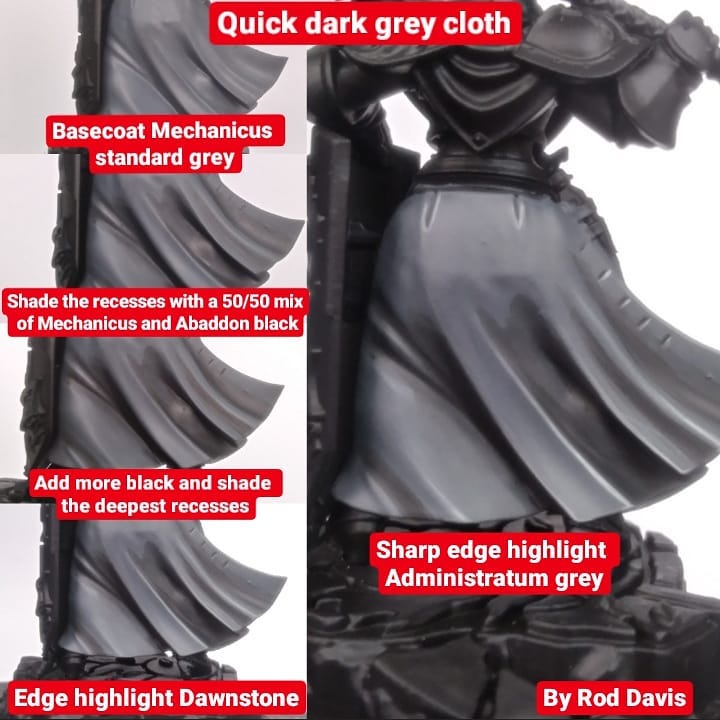 Quick dark grey cloth
Basecoat Mechanicus
standard grey
Shade the recesses with a 50/50 mix
of Mechanicus and Abaddon black
Add more black and shade
the deepest recesses
Edge highlight Dawnstone
Sharp edge highlight
Administratum grey
By Rod Davis